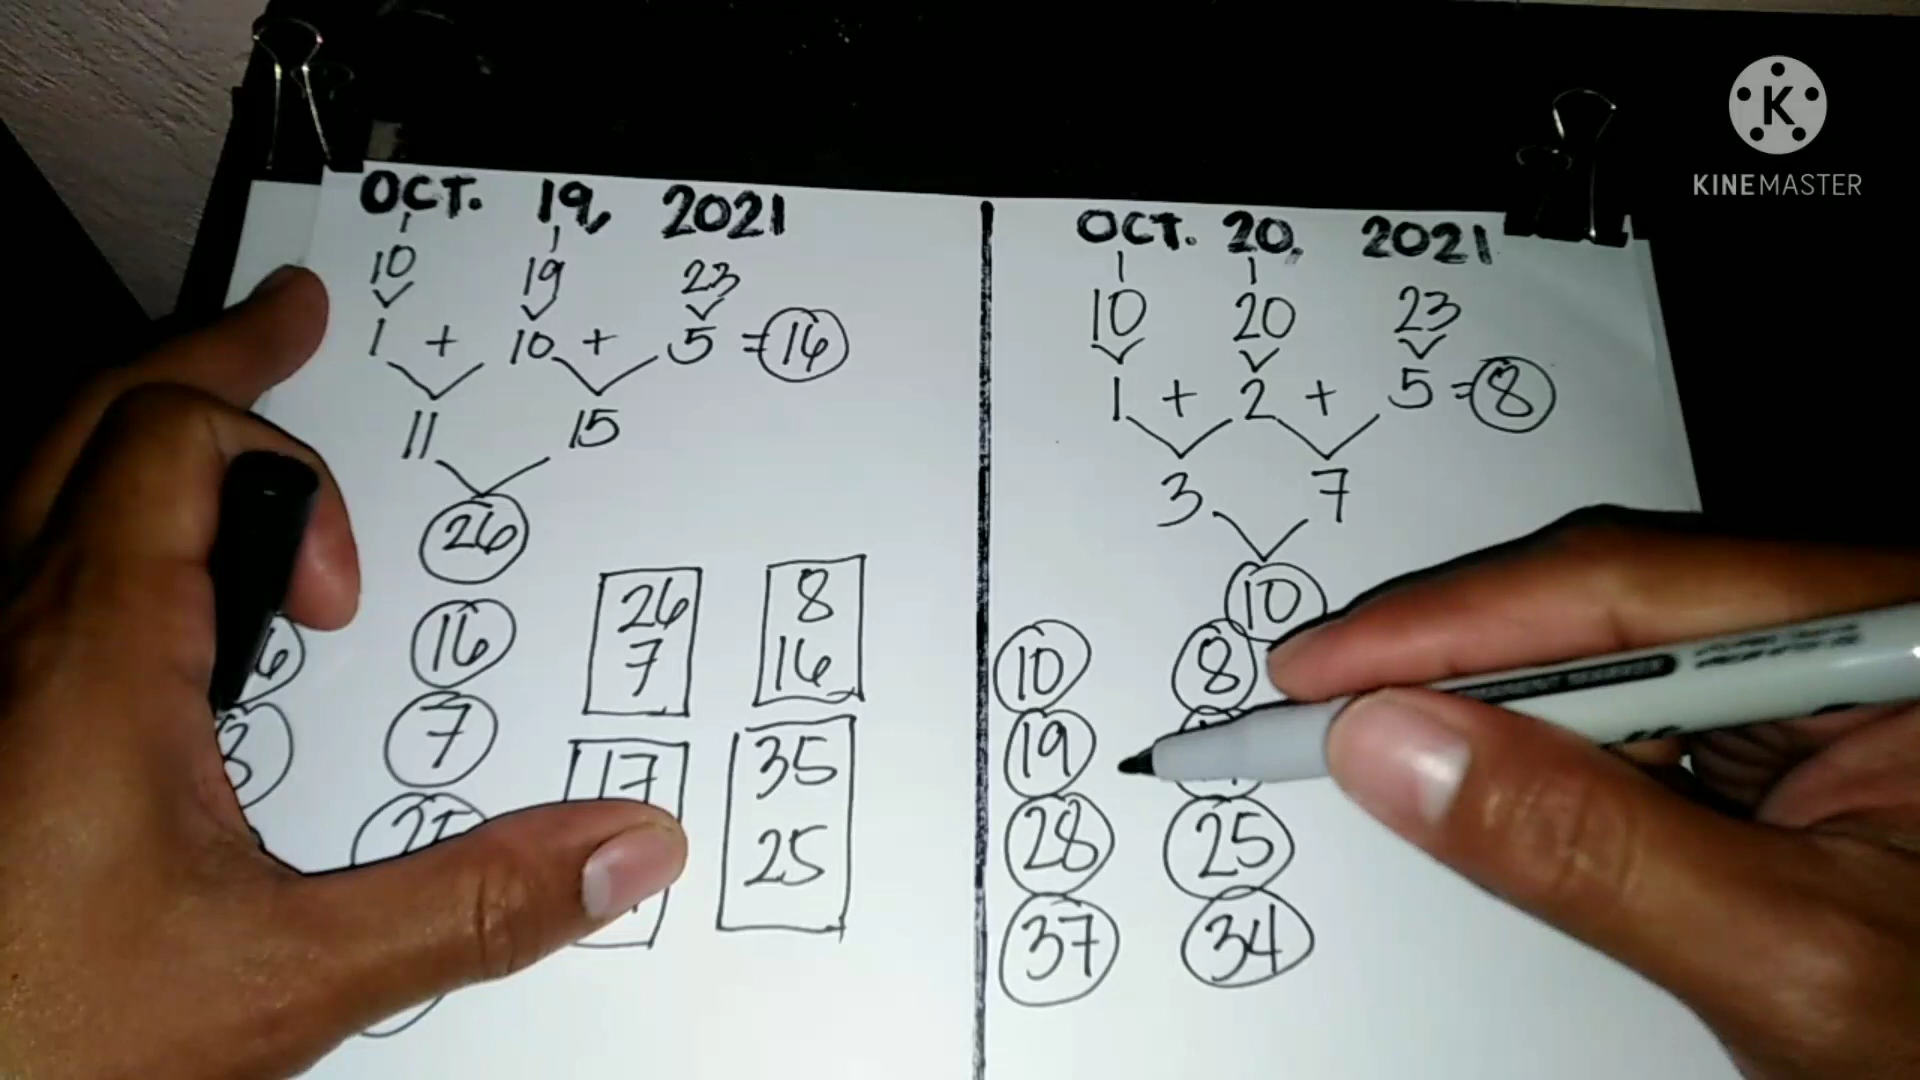 KINEMASTER
OCT. 19, 2021
10 19 23
1 + 10 + 5 = 16
11 15
26
16
7
26
7
8
16
17
35
25
OCT. 20, 2021
10 20 23
1 + 2 + 5 = 8
3 7
10
10 8
19
28 25
37 34